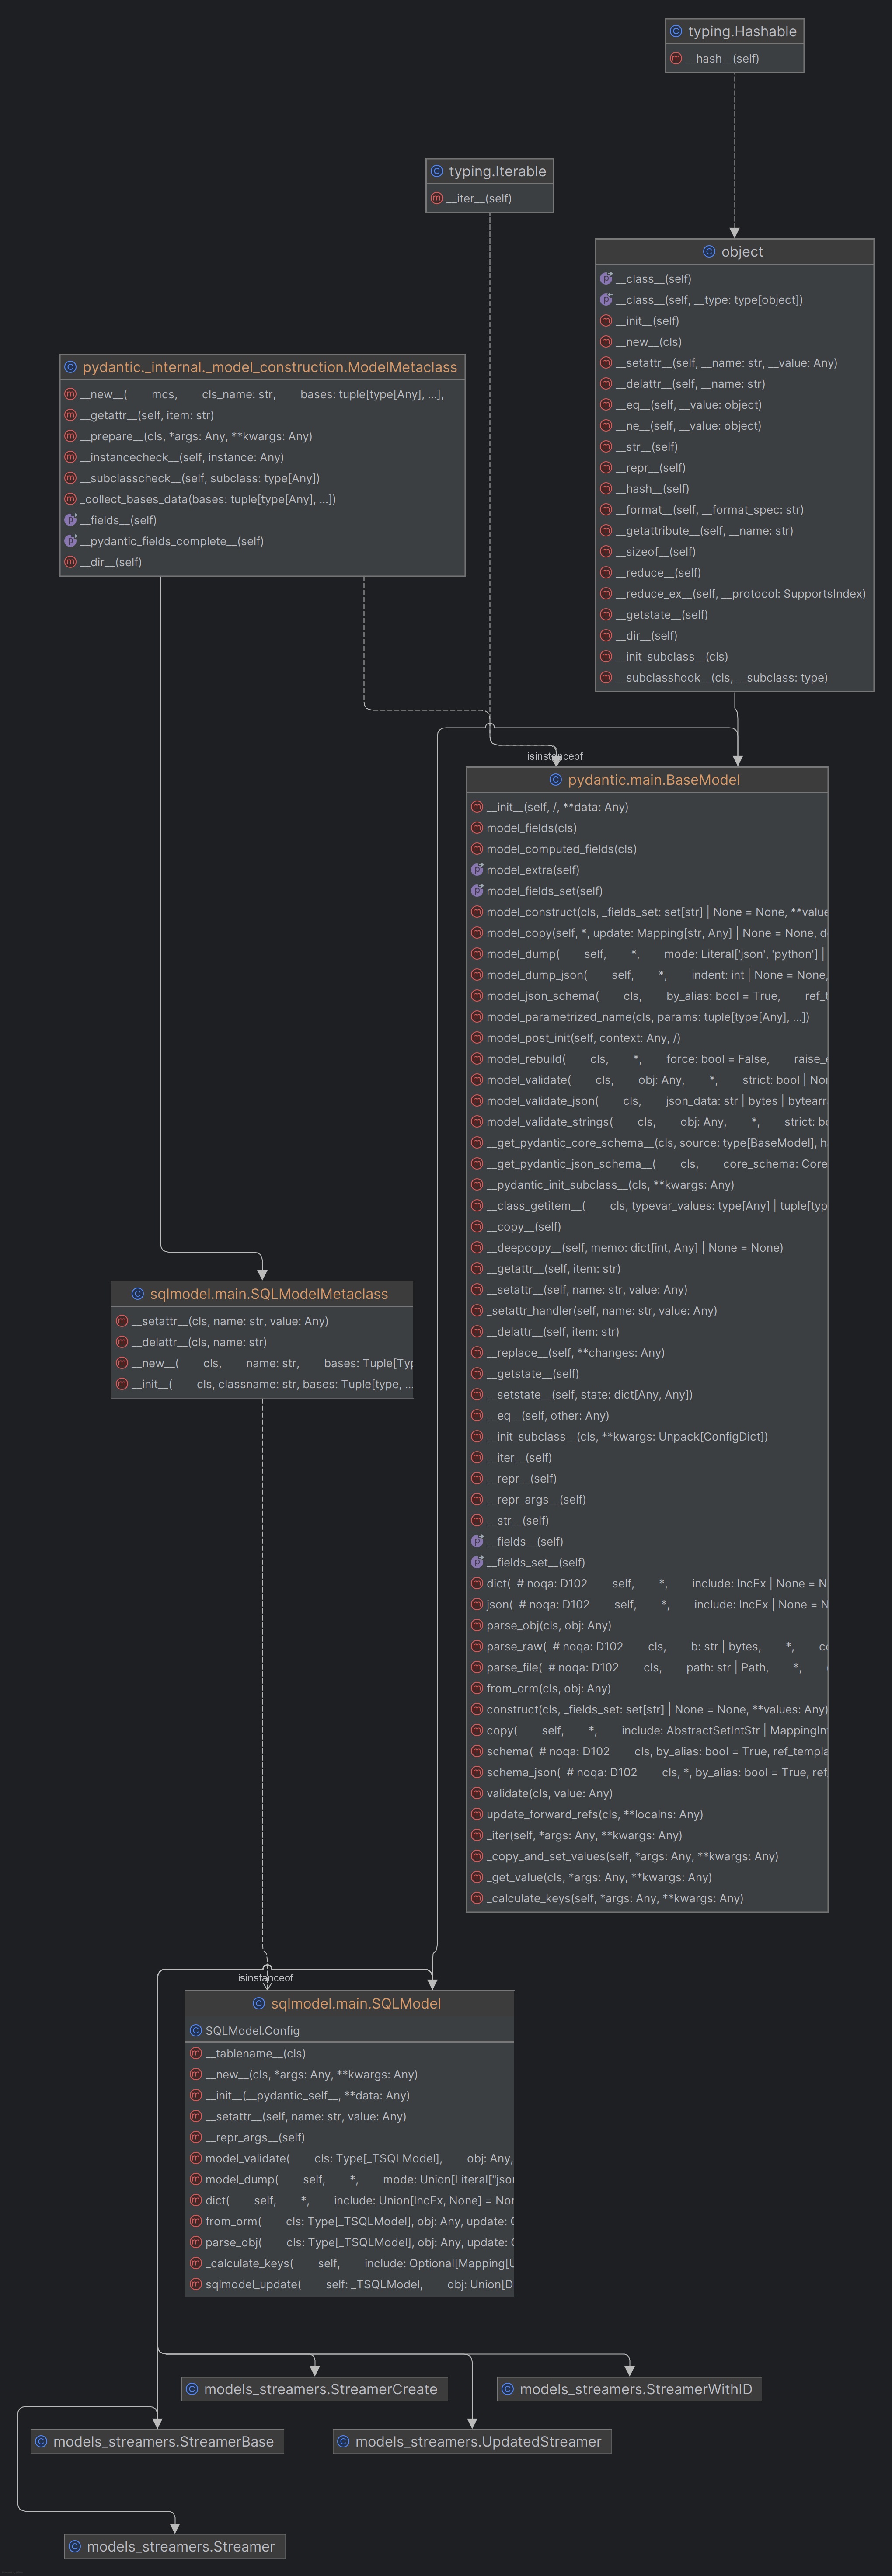 typing.Hashable
__hash__(self)
typing.Iterable
__iter__(self)
object
__class__(self)
__class__(self, __type: type[object])
__init__(self)
__new__(cls)
__setattr__(self, __name: str, __value: Any)
__delattr__(self, __name: str)
__eq__(self, __value: object)
__ne__(self, __value: object)
__str__(self)
__repr__(self)
__hash__(self)
__format__(self, __format_spec: str)
__getattribute__(self, __name: str)
__sizeof__(self)
__reduce__(self)
__reduce_ex__(self, __protocol: SupportsIndex)
__getstate__(self)
__dir__(self)
__init_subclass__(cls)
__subclasshook__(cls, __subclass: type)
pydantic._internal._model_construction.ModelMetaclass
__new__( mcs, cls_name: str, bases: tuple[type[Any], ...],
__getattr__(self, item: str)
__prepare__(cls, *args: Any, **kwargs: Any)
__instancecheck__(self, instance: Any)
__subclasscheck__(self, subclass: type[Any])
_collect_bases_data(bases: tuple[type[Any], ...])
__fields__(self)
__pydantic_fields_complete__(self)
__dir__(self)
isinstanceof
pydantic.main.BaseModel
__init__(self, /, **data: Any)
model_fields(cls)
model_computed_fields(cls)
model_extra(self)
model_fields_set(self)
model_construct(cls, _fields_set: set[str] | None = None, **value
model_copy(self, *, update: Mapping[str, Any] | None = None, d
model_dump( self, *, mode: Literal['json', 'python'] |
model_dump_json( self, *, indent: int | None = None,
model_json_schema( cls, by_alias: bool = True, ref_t
model_parametrized_name(cls, params: tuple[type[Any], ...])
model_post_init(self, context: Any, /)
model_rebuild( cls, *, force: bool = False, raise_e
model_validate( cls, obj: Any, *, strict: bool | Non
model_validate_json( cls, json_data: str | bytes | bytearr
model_validate_strings( cls, obj: Any, *, strict: bo
__get_pydantic_core_schema__(cls, source: type[BaseModel], h
__get_pydantic_json_schema__( cls, core_schema: Core
__pydantic_init_subclass__(cls, **kwargs: Any)
__class_getitem__( cls, typevar_values: type[Any] | tuple[typ
__copy__(self)
__deepcopy__(self, memo: dict[int, Any] | None = None)
__getattr__(self, item: str)
__setattr__(self, name: str, value: Any)
_setattr_handler(self, name: str, value: Any)
__delattr__(self, item: str)
__replace__(self, **changes: Any)
__getstate__(self)
__setstate__(self, state: dict[Any, Any])
__eq__(self, other: Any)
__init_subclass__(cls, **kwargs: Unpack[ConfigDict])
__iter__(self)
__repr__(self)
__repr_args__(self)
__str__(self)
__fields__(self)
__fields_set__(self)
dict( # noqa: D102 self, *, include: IncEx | None = N
json( # noqa: D102 self, *, include: IncEx | None = N
parse_obj(cls, obj: Any)
parse_raw( # noqa: D102 cls, b: str | bytes, *, co
parse_file( # noqa: D102 cls, path: str | Path, *,
from_orm(cls, obj: Any)
construct(cls, _fields_set: set[str] | None = None, **values: Any)
copy( self, *, include: AbstractSetIntStr | MappingInt
schema( # noqa: D102 cls, by_alias: bool = True, ref_templa
schema_json( # noqa: D102 cls, *, by_alias: bool = True, ref
validate(cls, value: Any)
update_forward_refs(cls, **localns: Any)
_iter(self, *args: Any, **kwargs: Any)
_copy_and_set_values(self, *args: Any, **kwargs: Any)
_get_value(cls, *args: Any, **kwargs: Any)
_calculate_keys(self, *args: Any, **kwargs: Any)
sqlmodel.main.SQLModelMetaclass
__setattr__(cls, name: str, value: Any)
__delattr__(cls, name: str)
__new__( cls, name: str, bases: Tuple[Typ
__init__( cls, classname: str, bases: Tuple[type, ...
isinstanceof
sqlmodel.main.SQLModel
SQLModel.Config
__tablename__(cls)
__new__(cls, *args: Any, **kwargs: Any)
__init__(__pydantic_self__, **data: Any)
__setattr__(self, name: str, value: Any)
__repr_args__(self)
model_validate( cls: Type[_TSQLModel], obj: Any,
model_dump( self, *, mode: Union[Literal["json
dict( self, *, include: Union[IncEx, None] = Non
from_orm( cls: Type[_TSQLModel], obj: Any, update: O
parse_obj( cls: Type[_TSQLModel], obj: Any, update: O
_calculate_keys( self, include: Optional[Mapping[U
sqlmodel_update( self: _TSQLModel, obj: Union[D
models_streamers.StreamerCreate
models_streamers.StreamerWithID
models_streamers.StreamerBase
models_streamers.UpdatedStreamer
models_streamers.Streamer